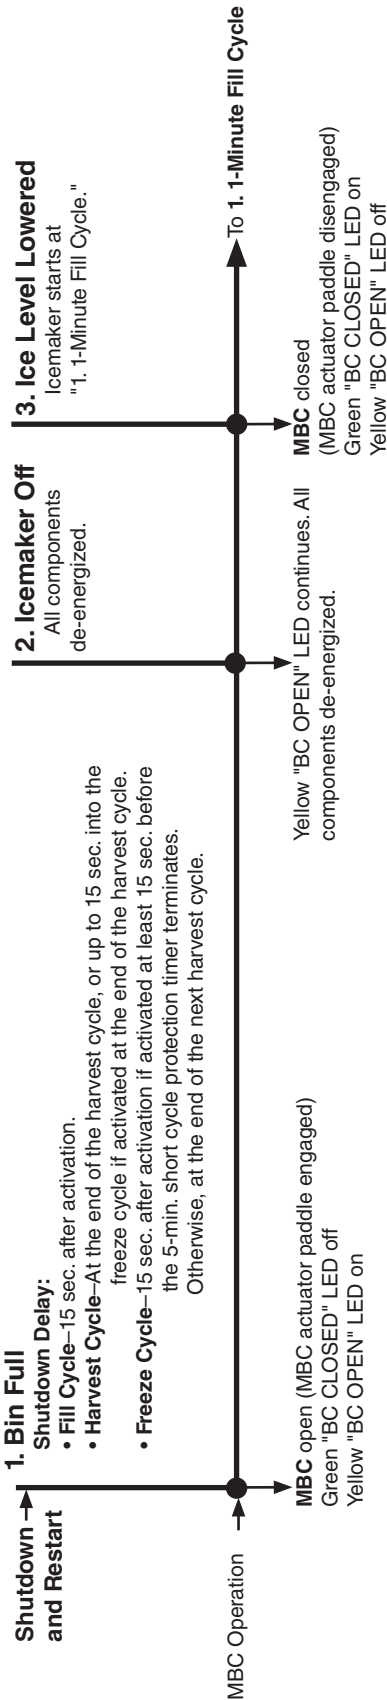 Shutdown
and Restart
1. Bin Full
Shutdown Delay:
• Fill Cycle–15 sec. after activation.
• Harvest Cycle–At the end of the harvest cycle, or up to 15 sec. into the
freeze cycle if activated at the end of the harvest cycle.
• Freeze Cycle–15 sec. after activation if activated at least 15 sec. before
the 5-min. short cycle protection timer terminates.
Otherwise, at the end of the next harvest cycle.
2. Icemaker Off
All components
de-energized.
3. Ice Level Lowered
Icemaker starts at
"1. 1-Minute Fill Cycle."
MBC Operation
To 1. 1-Minute Fill Cycle
MBC open (MBC actuator paddle engaged)
Green "BC CLOSED" LED off
Yellow "BC OPEN" LED on
Yellow "BC OPEN" LED continues. All
components de-energized.
MBC closed
(MBC actuator paddle disengaged)
Green "BC CLOSED" LED on
Yellow "BC OPEN" LED off